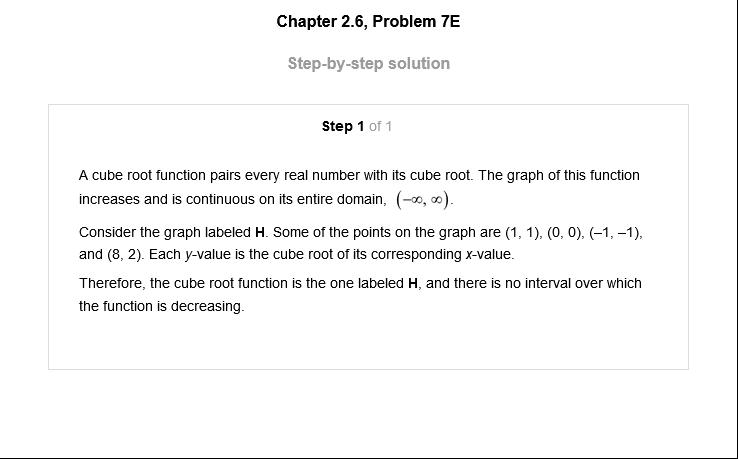 Chapter 2.6, Problem 7E
Step-by-step solution
Step 1 of 1
A cube root function pairs every real number with its cube root. The graph of this function
increases and is continuous on its entire domain, (−∞, ∞).
Consider the graph labeled H. Some of the points on the graph are (1, 1), (0, 0), (–1, –1),
and (8, 2). Each y-value is the cube root of its corresponding x-value.
Therefore, the cube root function is the one labeled H, and there is no interval over which
the function is decreasing.